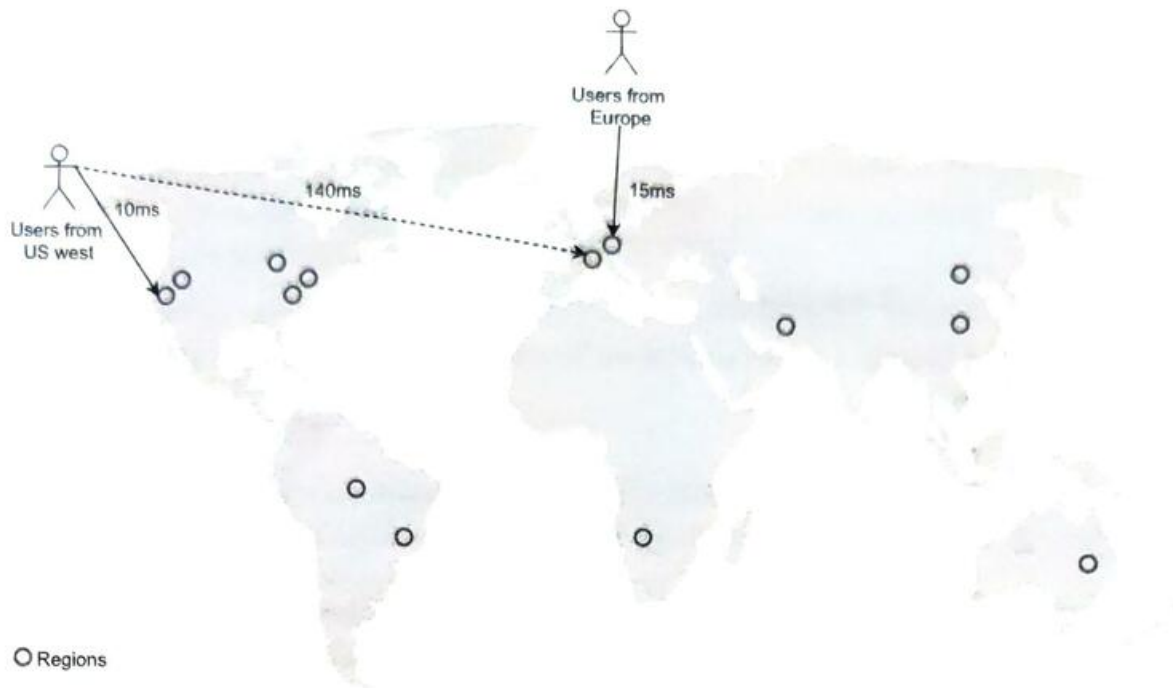 Users from
Europe
140ms
15ms
10ms
Users from
US west
Regions